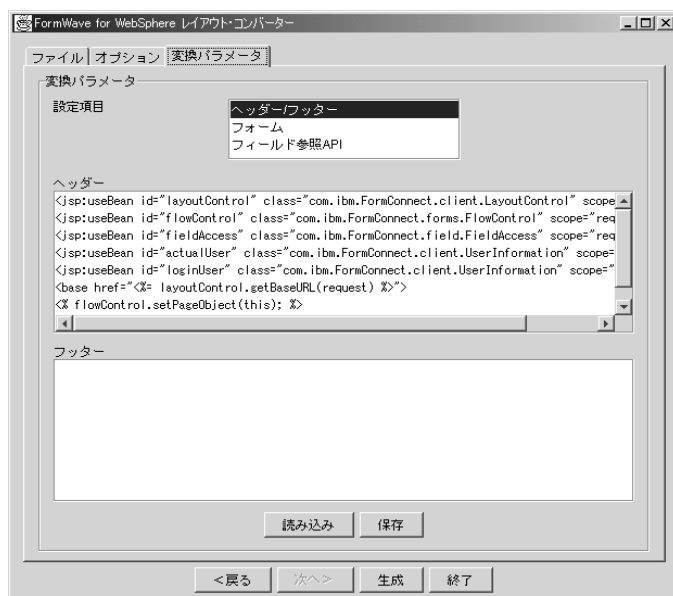 FormWave for WebSphere レイアウト・コンバーター
ファイル オプション 変換パラメータ
変換パラメータ
設定項目
ヘッダー/フッター
フォーム
フィールド参照API
ヘッダー
<jsp:useBean id="layoutControl" class="com.ibm.FormConnect.client.LayoutControl" scope
<jsp:useBean id="flowControl" class="com.ibm.FormConnect.forms.FlowControl" scope="req
<jsp:useBean id="fieldAccess" class="com.ibm.FormConnect.field.FieldAccess" scope="req
<jsp:useBean id="actualUser" class="com.ibm.FormConnect.client.UserInformation" scope=
<jsp:useBean id="loginUser" class="com.ibm.FormConnect.client.UserInformation" scope="
<base href="<%= layoutControl.getBaseURL(request) %>">
<% flowControl.setPageObject(this); %>
フッター
読み込み 保存
<戻る 次へ> 生成 終了